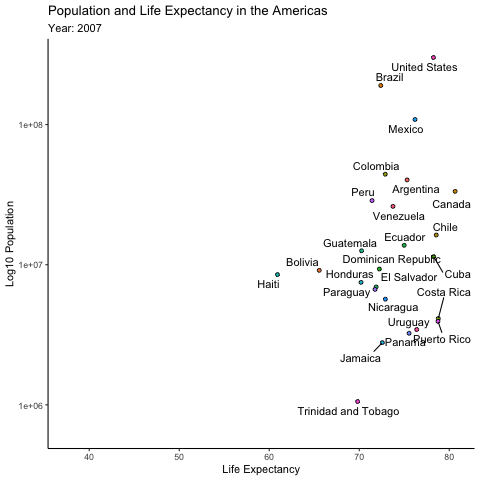 Population and Life Expectancy in the Americas
Year: 2007
United States
Brazil
Mexico
1e+08
Colombia
Peru
Argentina
Canada
Venezuela
Chile
Ecuador
Guatemala
Dominican Republic
Bolivia
1e+07
Haiti
Honduras
El Salvador
Cuba
Paraguay
Costa Rica
Nicaragua
Uruguay
Panama
Puerto Rico
Jamaica
1e+06
Trinidad and Tobago
Log10 Population
40
50
60
70
80
Life Expectancy